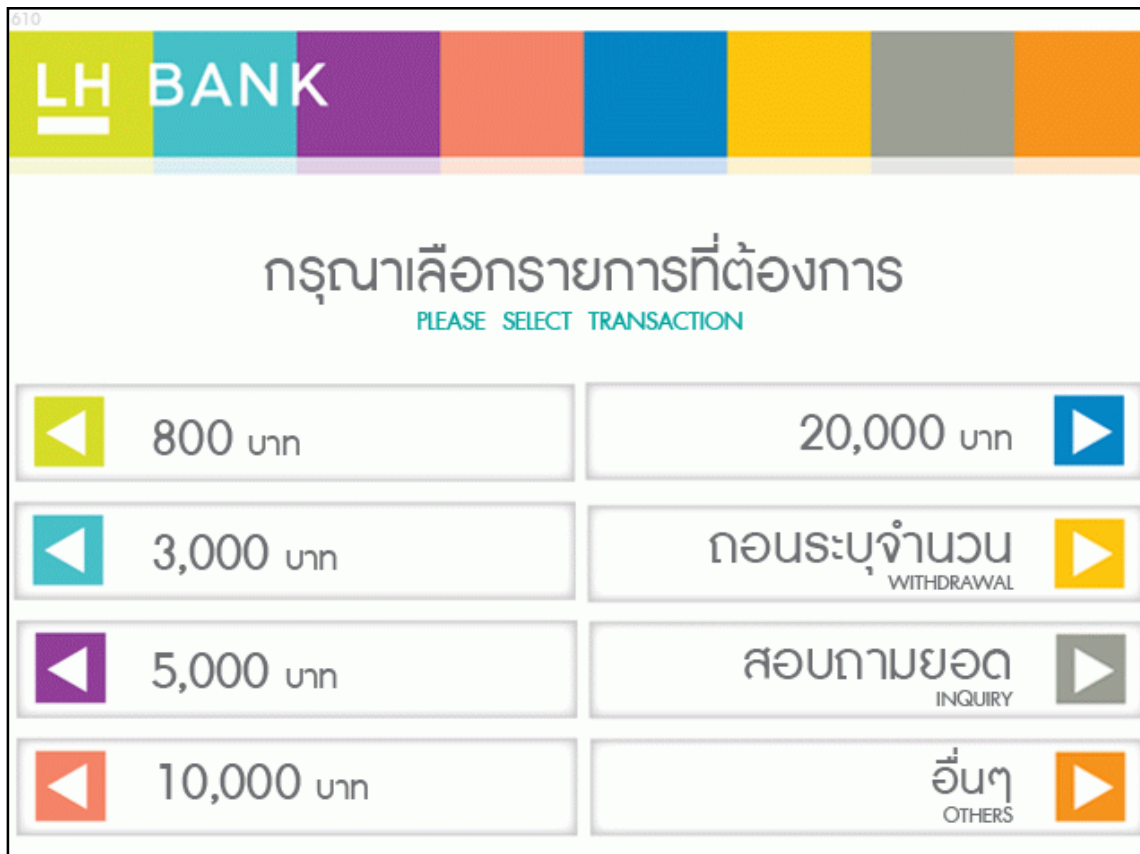 610
LH BANK
กรุณาเลือกรายการที่ต้องการ
PLEASE SELECT TRANSACTION
800 บาท
20,000 บาท
3,000 บาท
ถอนระบุจำนวน
WITHDRAWAL
5,000 บาท
สอบถามยอด
INQUIRY
10,000 บาท
อื่นๆ
OTHERS